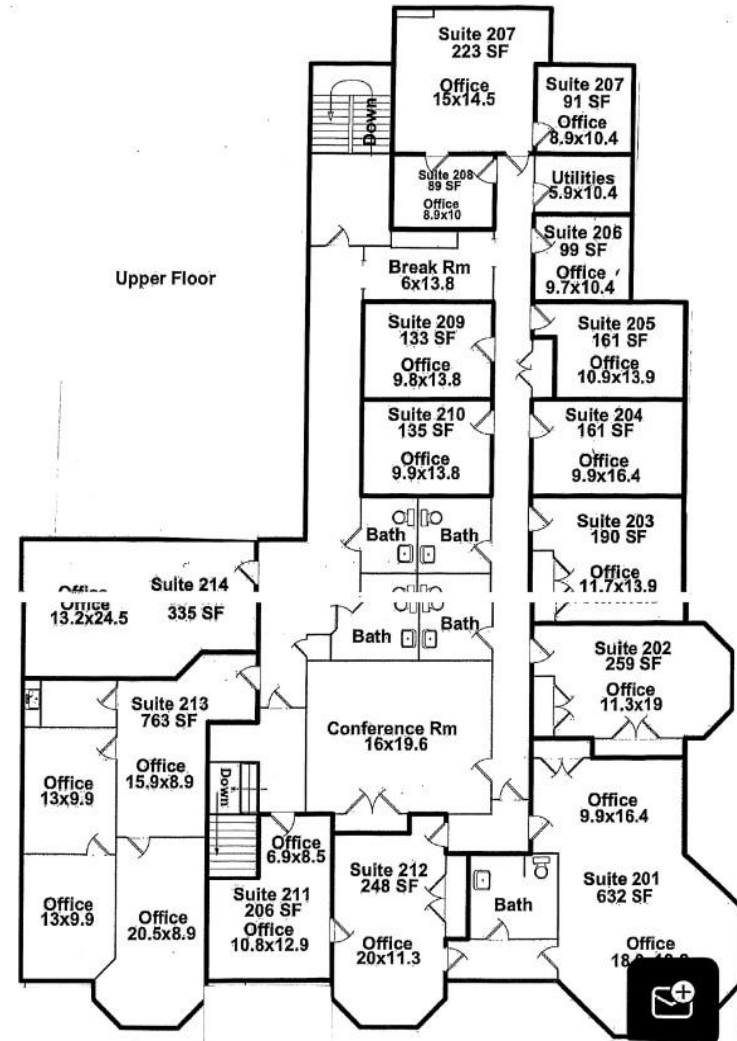 Suite 207
223 SF
Office
15x14.5
Suite 207
91 SF
Office
8.9x10.4
Down
Suite 208
89 SF
Office
8.9x10
Utilities
5.9x10.4
Suite 206
99 SF
Office
9.7x10.4
Upper Floor
Break Rm
6x13.8
Suite 209
133 SF
Office
9.8x13.8
Suite 205
161 SF
Office
10.9x13.9
Suite 210
135 SF
Office
9.9x13.8
Suite 204
161 SF
Office
9.9x16.4
Bath
Bath
Suite 203
190 SF
Office
11.7x13.9
Suite 214
335 SF
Office
Office
13.2x24.5
Bath
Bath
Suite 202
259 SF
Office
11.3x19
Suite 213
763 SF
Office
15.9x8.9
Conference Rm
16x19.6
Office
13x9.9
Down
Office
9.9x16.4
Office
6.9x8.5
Suite 212
248 SF
Suite 201
632 SF
Office
13x9.9
Office
20.5x8.9
Suite 211
206 SF
Office
10.8x12.9
Bath
Office
20x11.3
Office